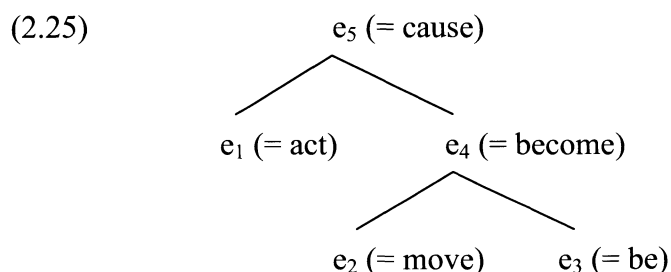 (2.25) e₅ (= cause)
e₁ (= act) e₄ (= become)
e₂ (= move) e₃ (= be)